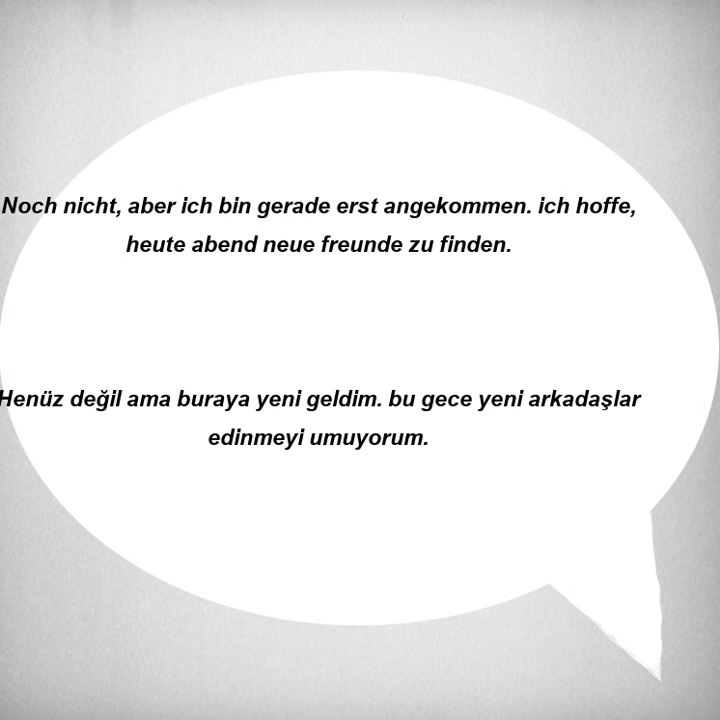 Noch nicht, aber ich bin gerade erst angekommen. ich hoffe,
heute abend neue freunde zu finden.
Henüz değil ama buraya yeni geldim. bu gece yeni arkadaşlar
edinmeyi umuyorum.